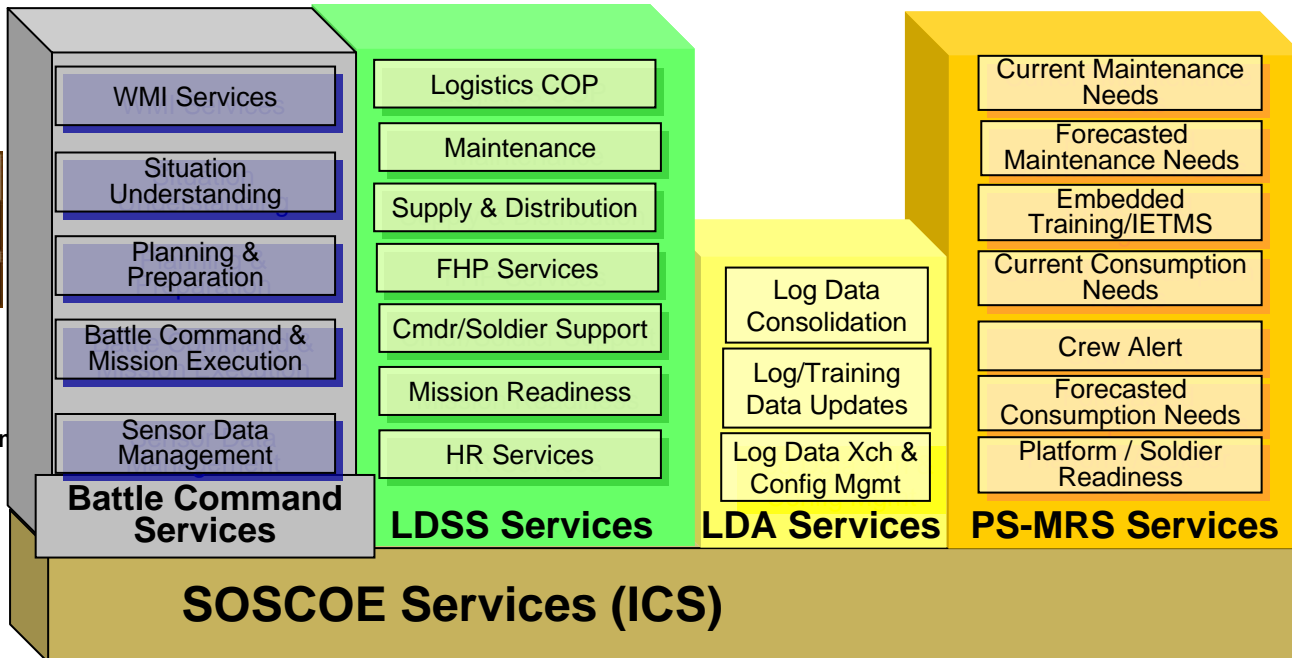 WMI Services
Situation
Understanding
Planning &
Preparation
Battle Command &
Mission Execution
Sensor Data
Management
Battle Command
Services
Logistics COP
Maintenance
Supply & Distribution
FHP Services
Cmdr/Soldier Support
Mission Readiness
HR Services
LDSS Services
Log Data
Consolidation
Log/Training
Data Updates
Log Data Xch &
Config Mgmt
LDA Services
Current Maintenance
Needs
Forecasted
Maintenance Needs
Embedded
Training/IETMS
Current Consumption
Needs
Crew Alert
Forecasted
Consumption Needs
Platform / Soldier
Readiness
PS-MRS Services
SOSCOE Services (ICS)